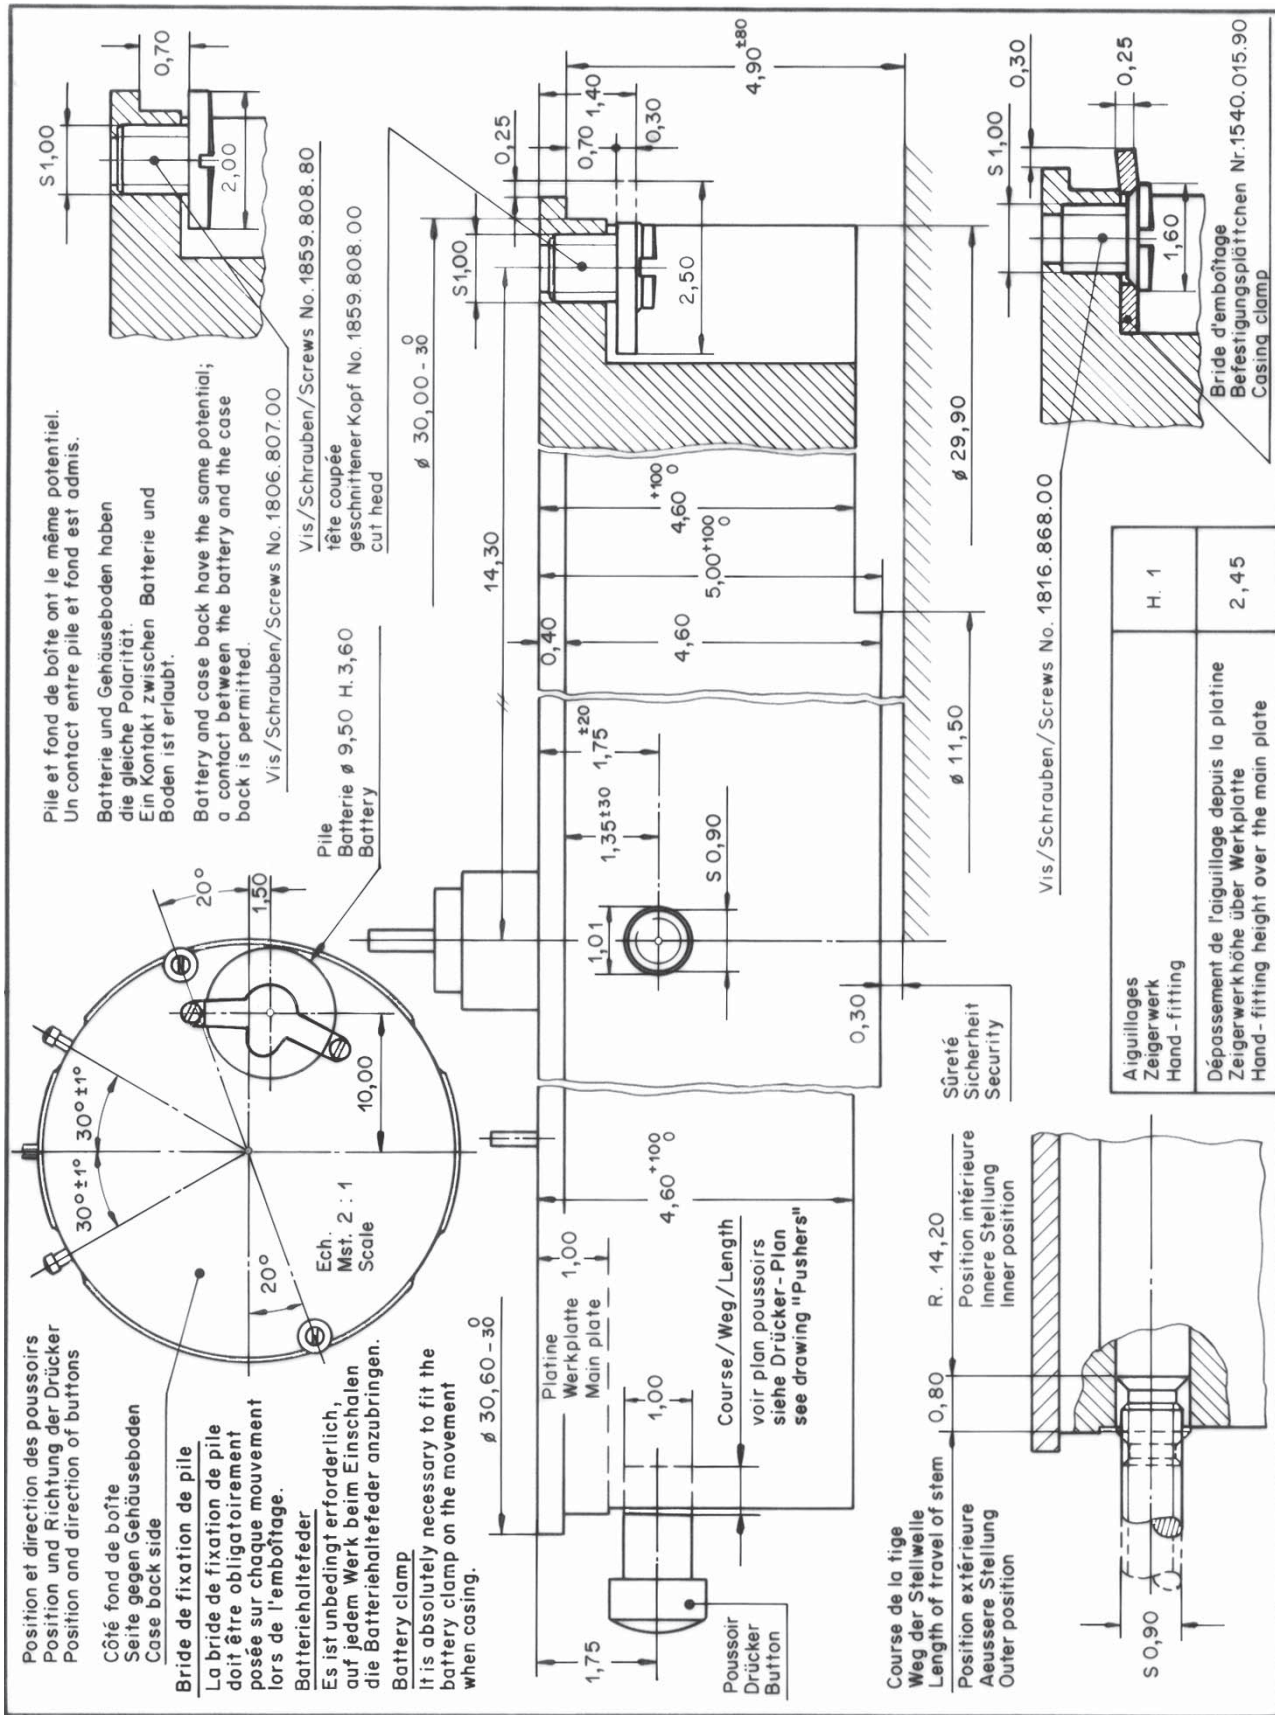 Position et direction des poussoirs
Position und Richtung der Drücker
Position and direction of buttons
Côté fond de boîte
Seite gegen Gehäuseboden
Case back side
Bride de fixation de pile
La bride de fixation de pile
doit être obligatoirement
posée sur chaque mouvement
lors de l'emboîtage.
Batteriehaltefeder
Es ist unbedingt erforderlich,
auf jedem Werk beim Einschalen
die Batteriehaltefeder anzubringen.
Battery clamp
It is absolutely necessary to fit the
battery clamp on the movement
when casing.
30°±1°
30°±1°
20°
20°
1,50
10,00
Ech.
Mst. 2 : 1
Scale
Pile
Batterie ø 9,50 H. 3,60
Battery
Pile et fond de boîte ont le même potentiel.
Un contact entre pile et fond est admis.
Batterie und Gehäuseboden haben
die gleiche Polarität.
Ein Kontakt zwischen Batterie und
Boden ist erlaubt.
Battery and case back have the same potential;
a contact between the battery and the case
back is permitted.
Vis/Schrauben/Screws No. 1806.807.00
Vis/Schrauben/Screws No. 1859.808.80
tête coupée
geschnittener Kopf No. 1859.808.00
cut head
S 1,00
0,70
2,00
ø 30,60 -30 0
ø 30,00 -30 0
14,30
S 1,00
0,25
Platine
Werkplatte
Main plate
1,00
1,75
1,00
4,60 +100 0
Course/Weg/Length
voir plan poussoirs
siehe Drücker-Plan
see drawing "Pushers"
Poussoir
Drücker
Button
1,01
1,35 ±30
1,75 ±20
S 0,90
0,30
0,40
4,60
5,00 +100 0
4,60 +100 0
2,50
0,70
1,40
0,30
4,90 ±80
ø 11,50
ø 29,90
Sûreté
Sicherheit
Security
Course de la tige
Weg der Stellwelle
Length of travel of stem
0,80
R. 14,20
Position extérieure
Aeussere Stellung
Outer position
Position intérieure
Innere Stellung
Inner position
S 0,90
Aiguillages
Zeigerwerk
Hand-fitting
H. 1
Dépassement de l'aiguillage depuis la platine
Zeigerwerkhöhe über Werkplatte
Hand-fitting height over the main plate
2,45
Vis/Schrauben/Screws No. 1816.868.00
S 1,00
0,30
0,25
1,60
Bride d'emboîtage
Befestigungsplättchen Nr. 1540.015.90
Casing clamp